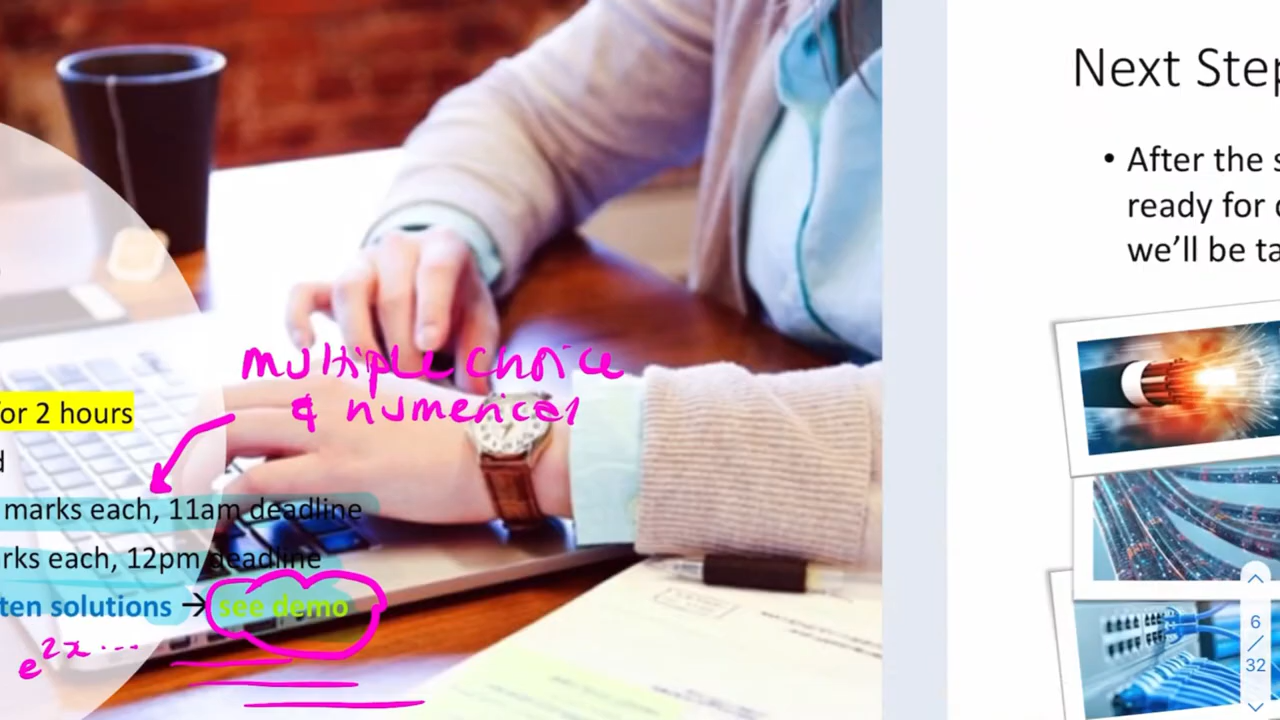 for 2 hours
marks each, 11am deadline
rks each, 12pm deadline
ten solutions → see demo
multiple choice
& numerical
e²ˣ ...
Next Step
• After the s
ready for
we'll be ta
6
/
32